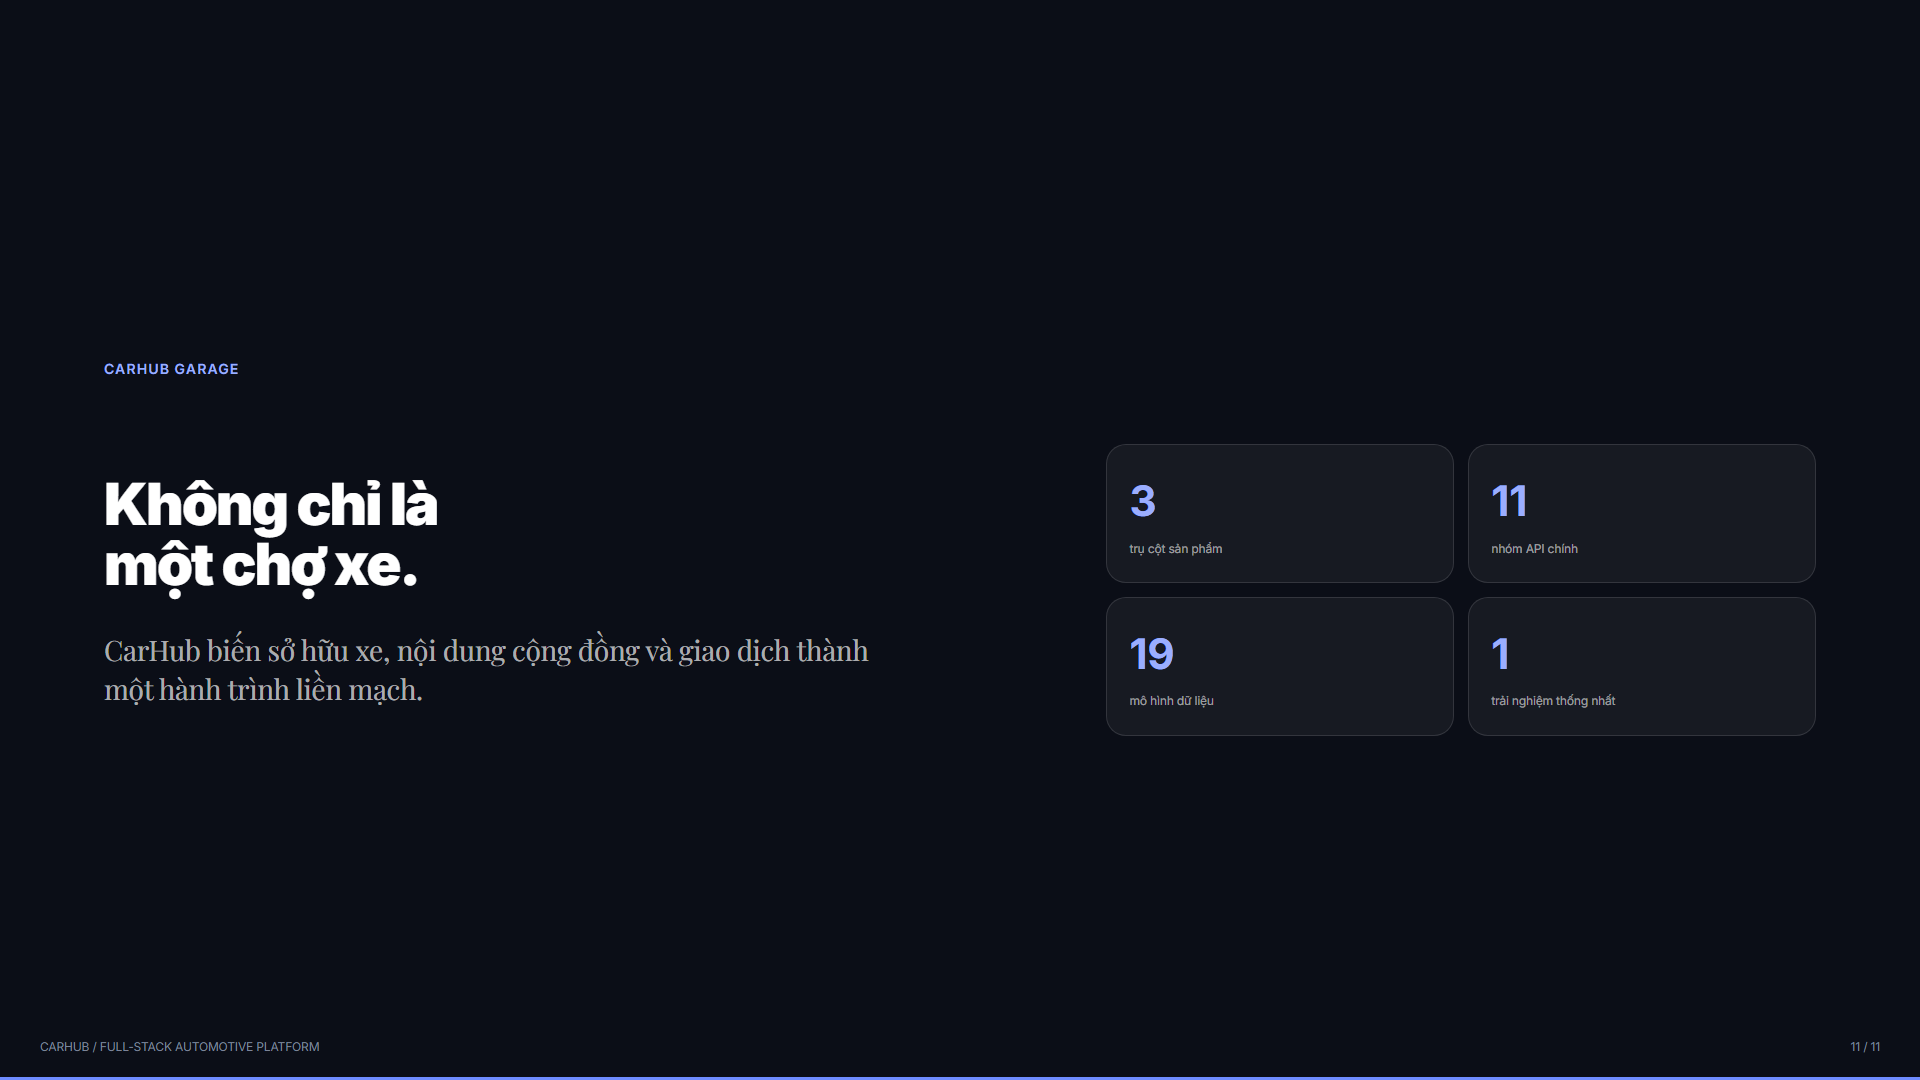 CARHUB GARAGE
Không chỉ là
một chợ xe.
CarHub biến sở hữu xe, nội dung cộng đồng và giao dịch thành
một hành trình liền mạch.
3
trụ cột sản phẩm
11
nhóm API chính
19
mô hình dữ liệu
1
trải nghiệm thống nhất
CARHUB / FULL-STACK AUTOMOTIVE PLATFORM
11 / 11